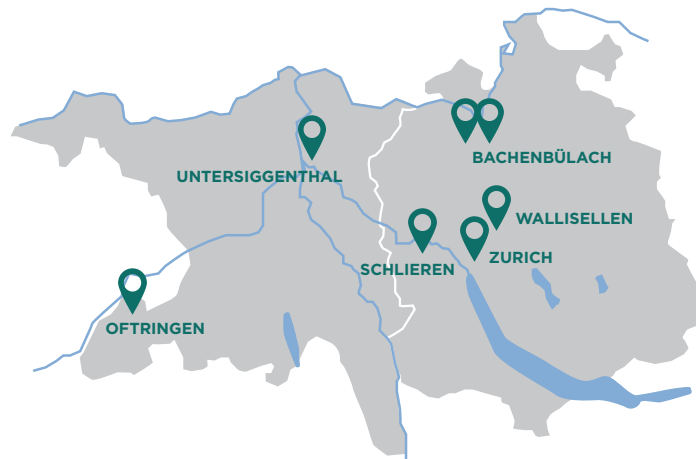 BACHENBÜLACH
UNTERSIGGENTHAL
WALLISELLEN
ZURICH
SCHLIEREN
OFTRINGEN